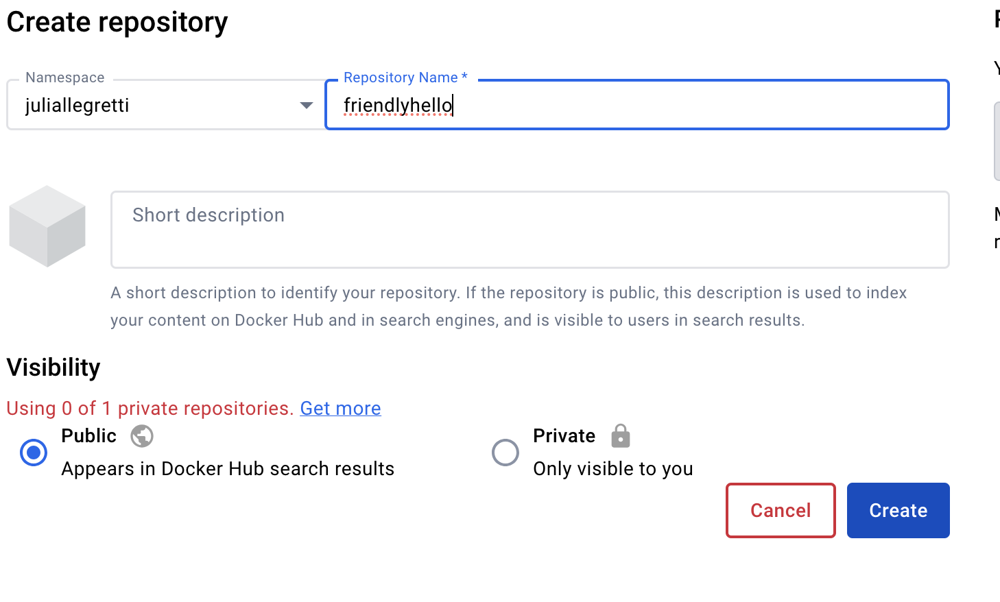 Create repository
Namespace
juliallegretti
Repository Name *
friendlyhello
Short description
A short description to identify your repository. If the repository is public, this description is used to index
your content on Docker Hub and in search engines, and is visible to users in search results.
Visibility
Using 0 of 1 private repositories. Get more
Public
Appears in Docker Hub search results
Private
Only visible to you
Cancel
Create